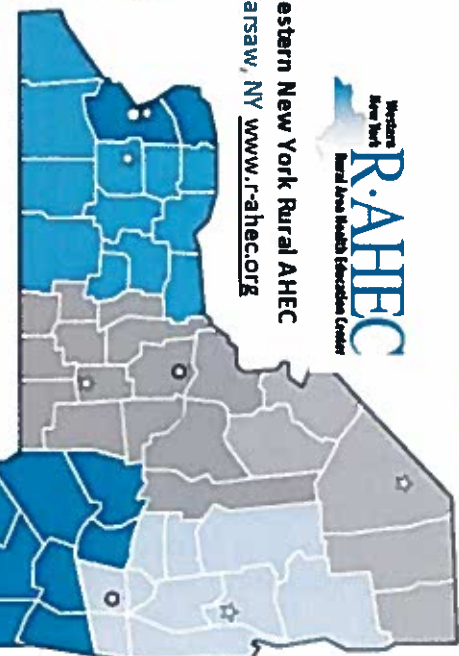 Western
New York
R·AHEC
Rural Area Health Education Center
estern New York Rural AHEC
arsaw, NY www.r-ahec.org